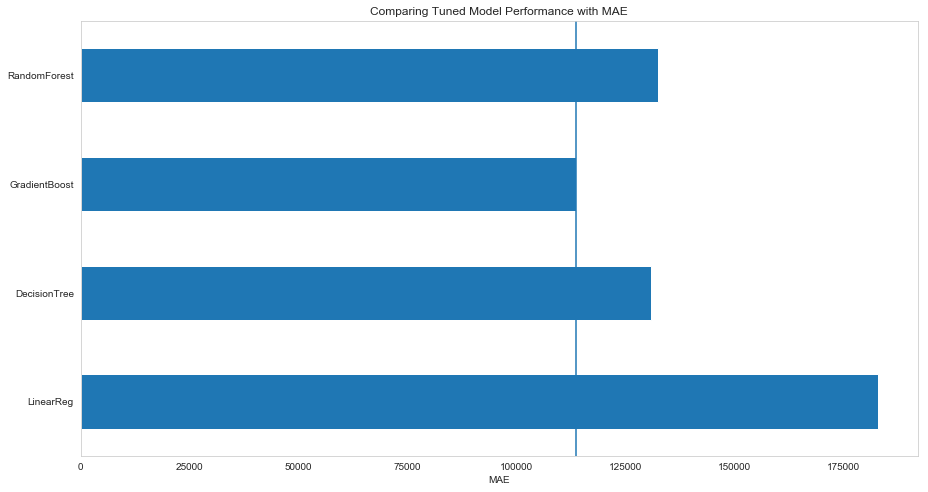 Comparing Tuned Model Performance with MAE
RandomForest
GradientBoost
DecisionTree
LinearReg
0 25000 50000 75000 100000 125000 150000 175000
MAE